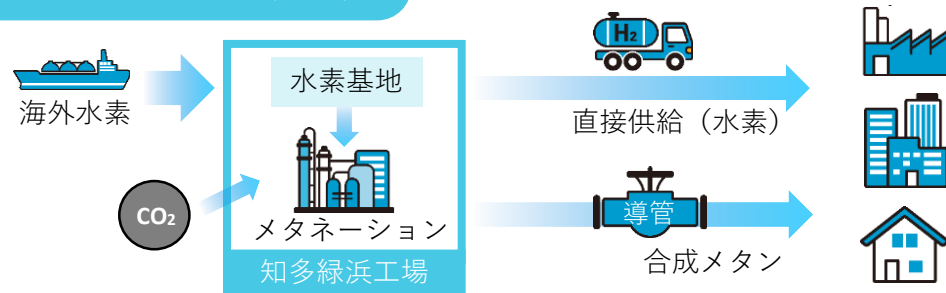 海外水素
CO₂
水素基地
メタネーション
知多緑浜工場
H₂
直接供給（水素）
導管
合成メタン